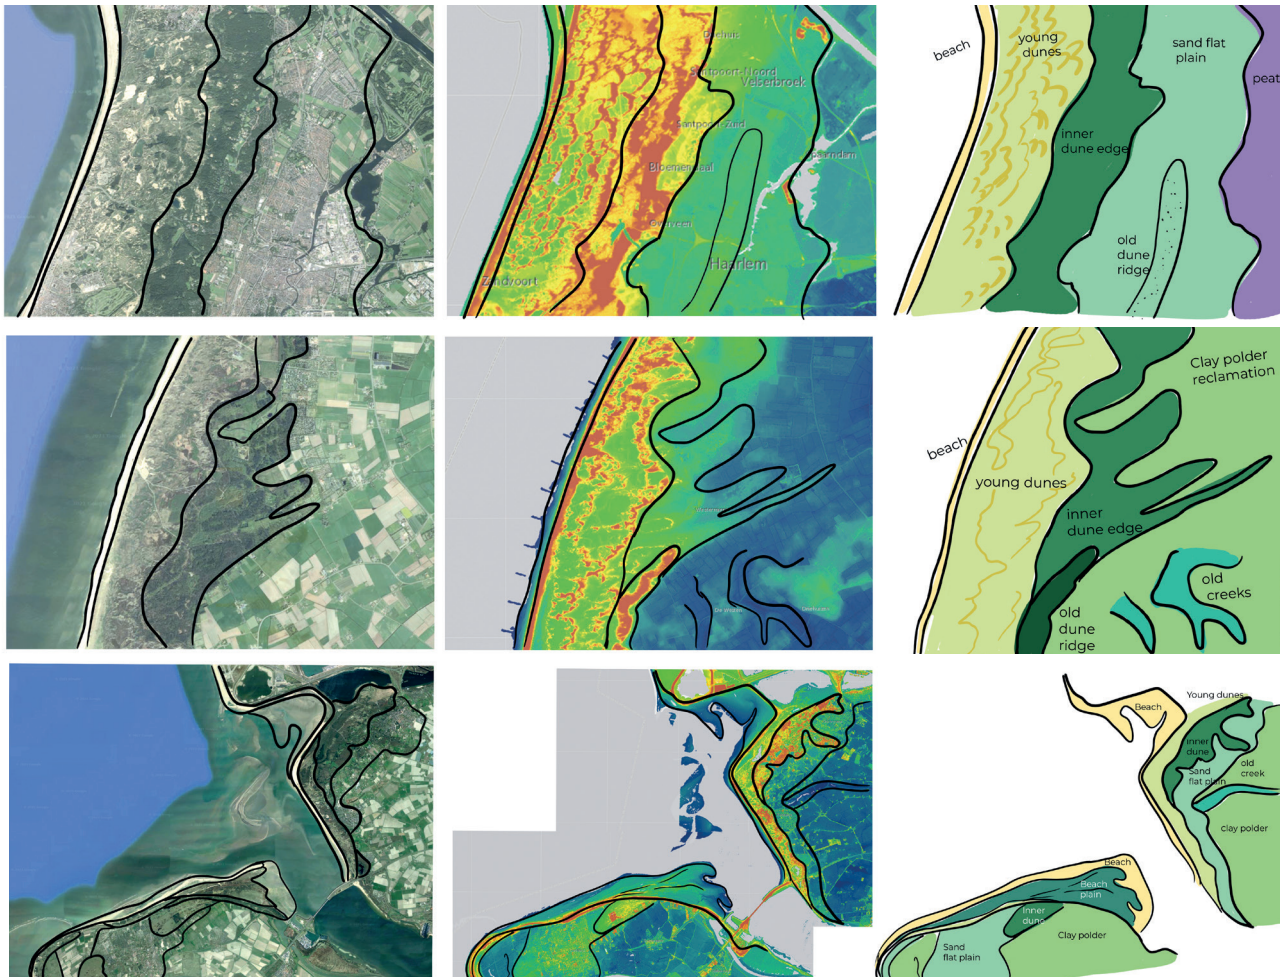 Santpoort-Noord
Velserbroek
Santpoort-Zuid
Bloemendaal
Haarlem
Zandvoort
beach
young
dunes
sand flat
plain
peat
inner
dune edge
old
dune
ridge
beach
young dunes
inner
dune edge
Clay polder
reclamation
old
creeks
old
dune
ridge
Young dunes
Beach
Inner
dune
Sand
flat plain
old
creek
Clay polder
Beach
Beach
plain
Inner
dune
Sand
flat plain
Clay polder